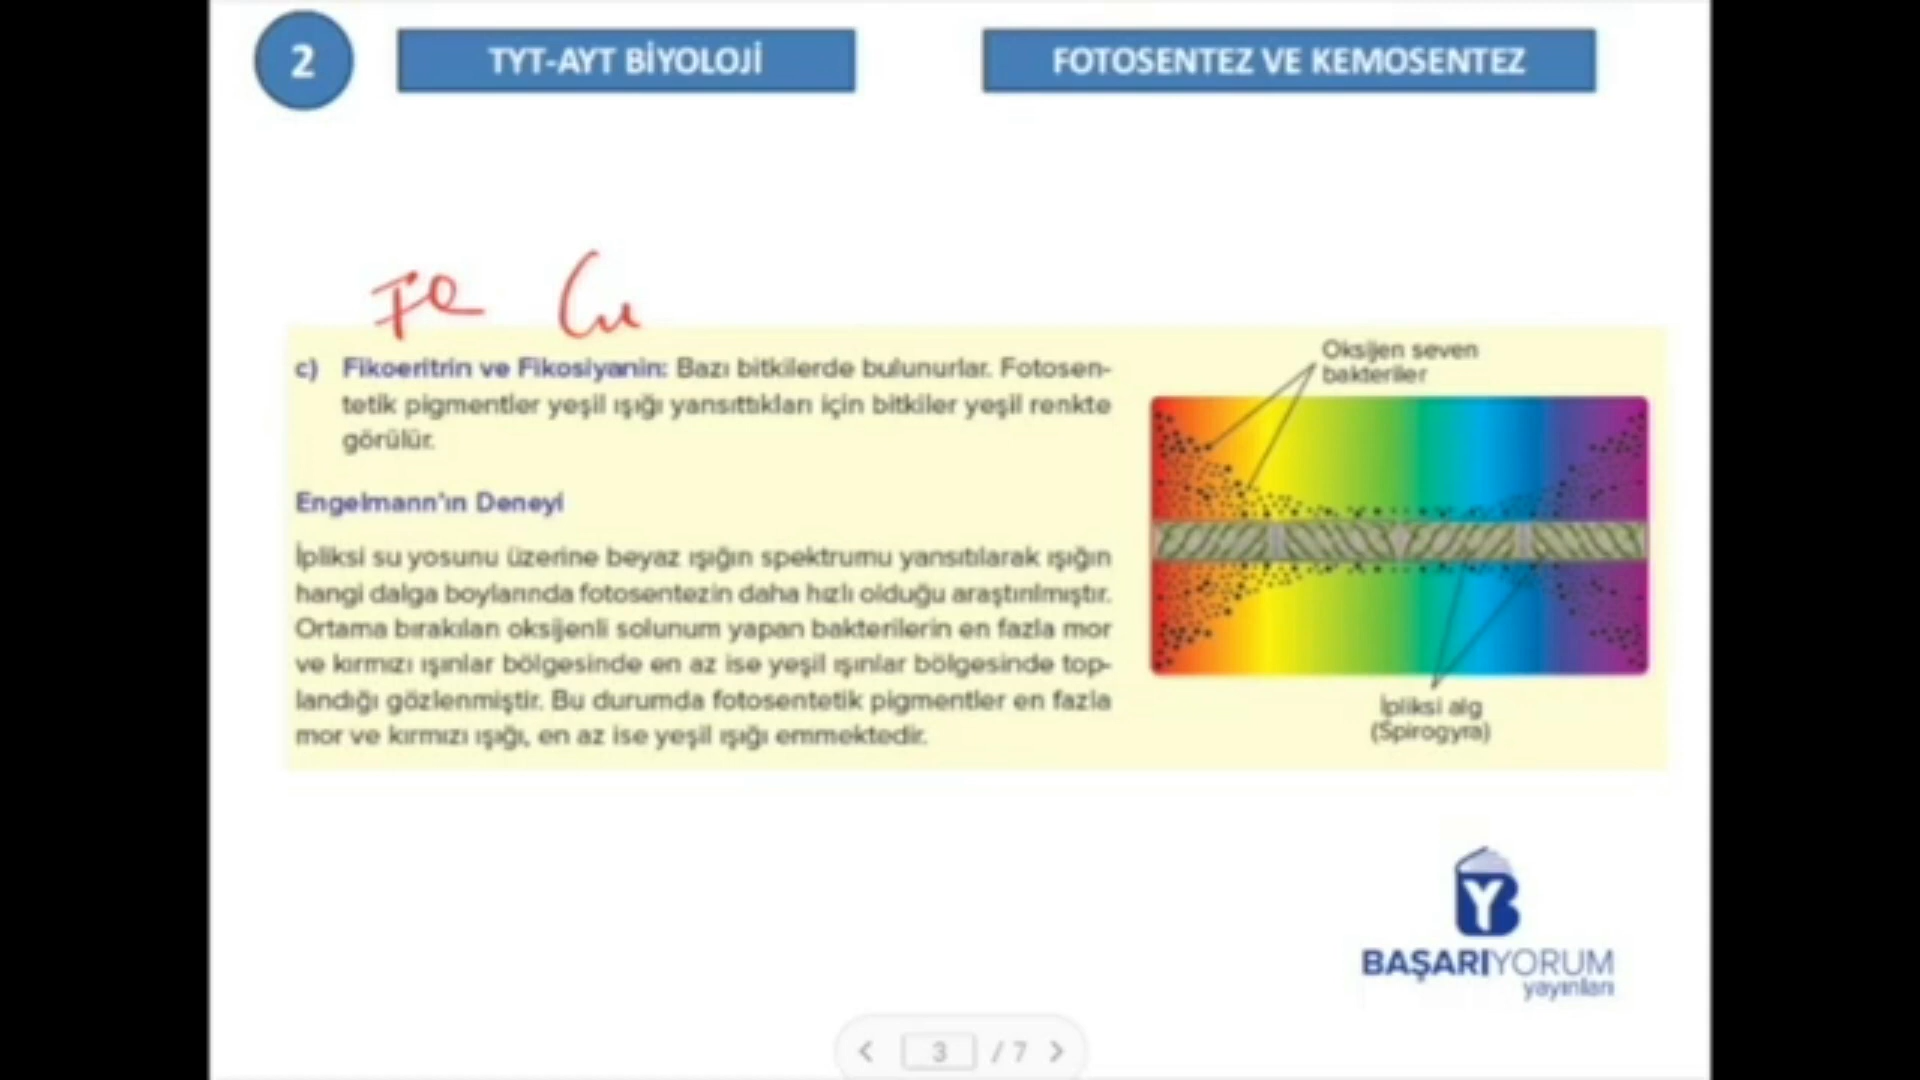 2
TYT-AYT BİYOLOJİ
FOTOSENTEZ VE KEMOSENTEZ
Fe Cu
c) Fikoeritrin ve Fikosiyanin: Bazı bitkilerde bulunurlar. Fotosen-
tetik pigmentler yeşil ışığı yansıttıkları için bitkiler yeşil renkte
görülür.
Engelmann'ın Deneyi
İpliksi su yosunu üzerine beyaz ışığın spektrumu yansıtılarak ışığın
hangi dalga boylarında fotosentezin daha hızlı olduğu araştırılmıştır.
Ortama bırakılan oksijenli solunum yapan bakterilerin en fazla mor
ve kırmızı ışınlar bölgesinde en az ise yeşil ışınlar bölgesinde top-
landığı gözlenmiştir. Bu durumda fotosentetik pigmentler en fazla
mor ve kırmızı ışığı, en az ise yeşil ışığı emmektedir.
Oksijen seven
bakteriler
İpliksi alg
(Spirogyra)
BAŞARIYORUM
yayınları
3 / 7